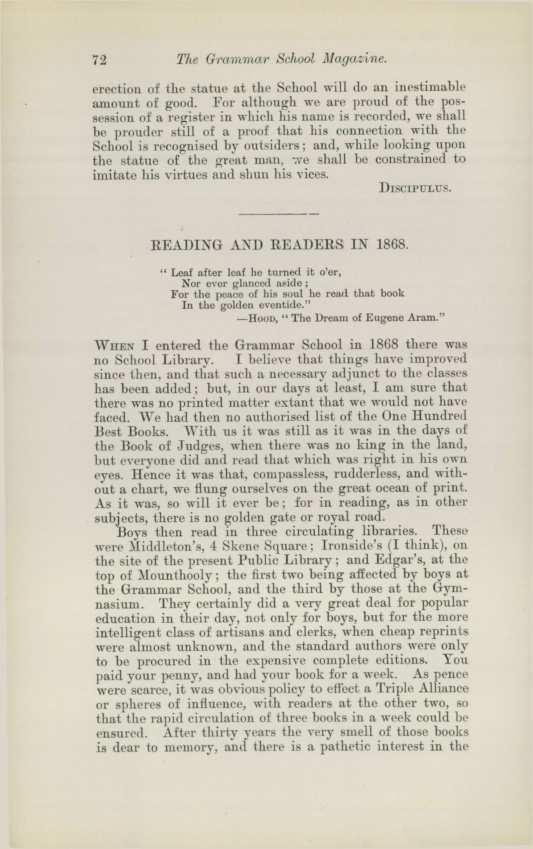 72 The Grammar School Magazine.
erection of the statue at the School will do an inestimable
amount of good. For although we are proud of the pos-
session of a register in which his name is recorded, we shall
be prouder still of a proof that his connection with the
School is recognised by outsiders; and, while looking upon
the statue of the great man, we shall be constrained to
imitate his virtues and shun his vices.
DISCIPULUS.
READING AND READERS IN 1868.
"Leaf after leaf he turned it o'er,
Nor ever glanced aside;
For the peace of his soul he read that book
In the golden eventide."
—HOOD, "The Dream of Eugene Aram."
WHEN I entered the Grammar School in 1868 there was
no School Library. I believe that things have improved
since then, and that such a necessary adjunct to the classes
has been added; but, in our days at least, I am sure that
there was no printed matter extant that we would not have
faced. We had then no authorised list of the One Hundred
Best Books. With us it was still as it was in the days of
the Book of Judges, when there was no king in the land,
but everyone did and read that which was right in his own
eyes. Hence it was that, compassless, rudderless, and with-
out a chart, we flung ourselves on the great ocean of print.
As it was, so will it ever be; for in reading, as in other
subjects, there is no golden gate or royal road.
Boys then read in three circulating libraries. These
were Middleton's, 4 Skene Square; Ironside's (I think), on
the site of the present Public Library; and Edgar's, at the
top of Mounthooly; the first two being affected by boys at
the Grammar School, and the third by those at the Gym-
nasium. They certainly did a very great deal for popular
education in their day, not only for boys, but for the more
intelligent class of artisans and clerks, when cheap reprints
were almost unknown, and the standard authors were only
to be procured in the expensive complete editions. You
paid your penny, and had your book for a week. As pence
were scarce, it was obvious policy to effect a Triple Alliance
or spheres of influence, with readers at the other two, so
that the rapid circulation of three books in a week could be
ensured. After thirty years the very smell of those books
is dear to memory, and there is a pathetic interest in the